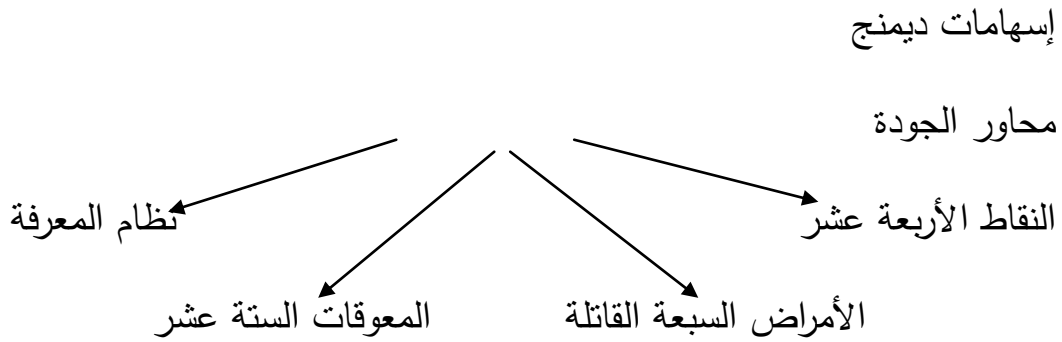 إسهامات ديمنج
محاور الجودة
النقاط الأربعة عشر نظام المعرفة
الأمراض السبعة القاتلة المعوقات الستة عشر